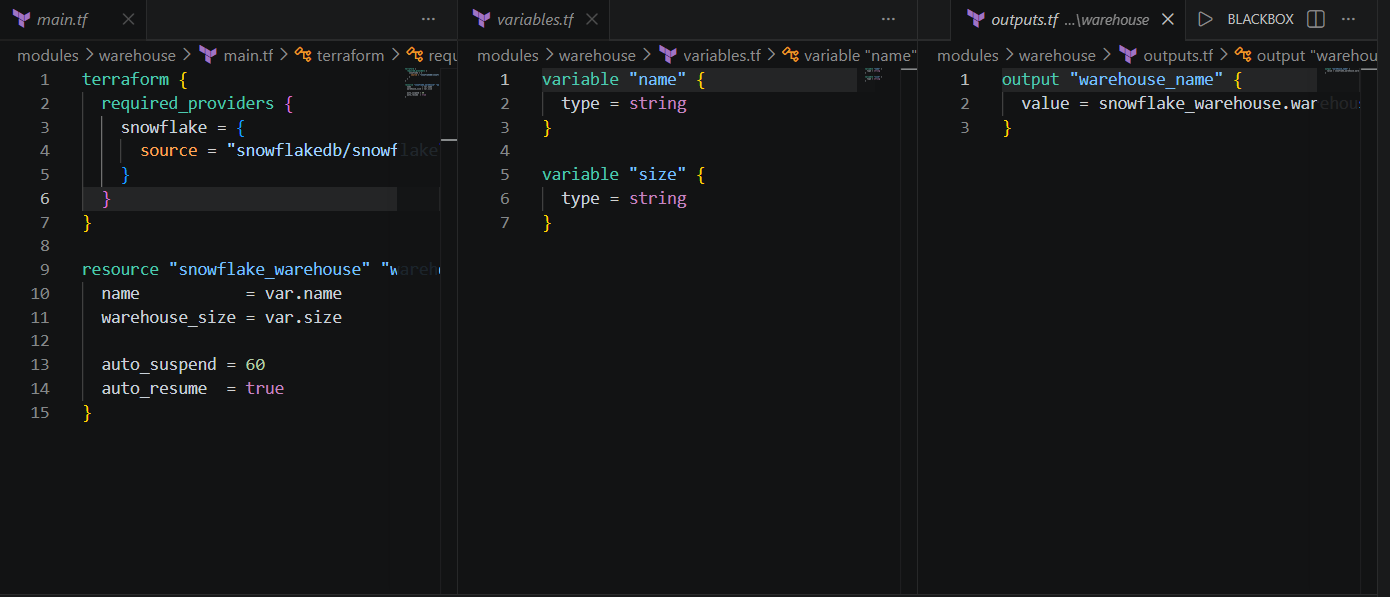 main.tf
variables.tf
outputs.tf ...\warehouse
BLACKBOX
modules > warehouse > main.tf > terraform >
1 terraform {
2 required_providers {
3 snowflake = {
4 source = "snowflakedb/snowflake
5 }
6 }
7 }
8
9 resource "snowflake_warehouse"
10 name = var.name
11 warehouse_size = var.size
12
13 auto_suspend = 60
14 auto_resume = true
15 }
modules > warehouse > variables.tf > variable "name"
1 variable "name" {
2 type = string
3 }
4
5 variable "size" {
6 type = string
7 }
modules > warehouse > outputs.tf > output
1 output "warehouse_name" {
2 value = snowflake_warehouse.warehouse
3 }